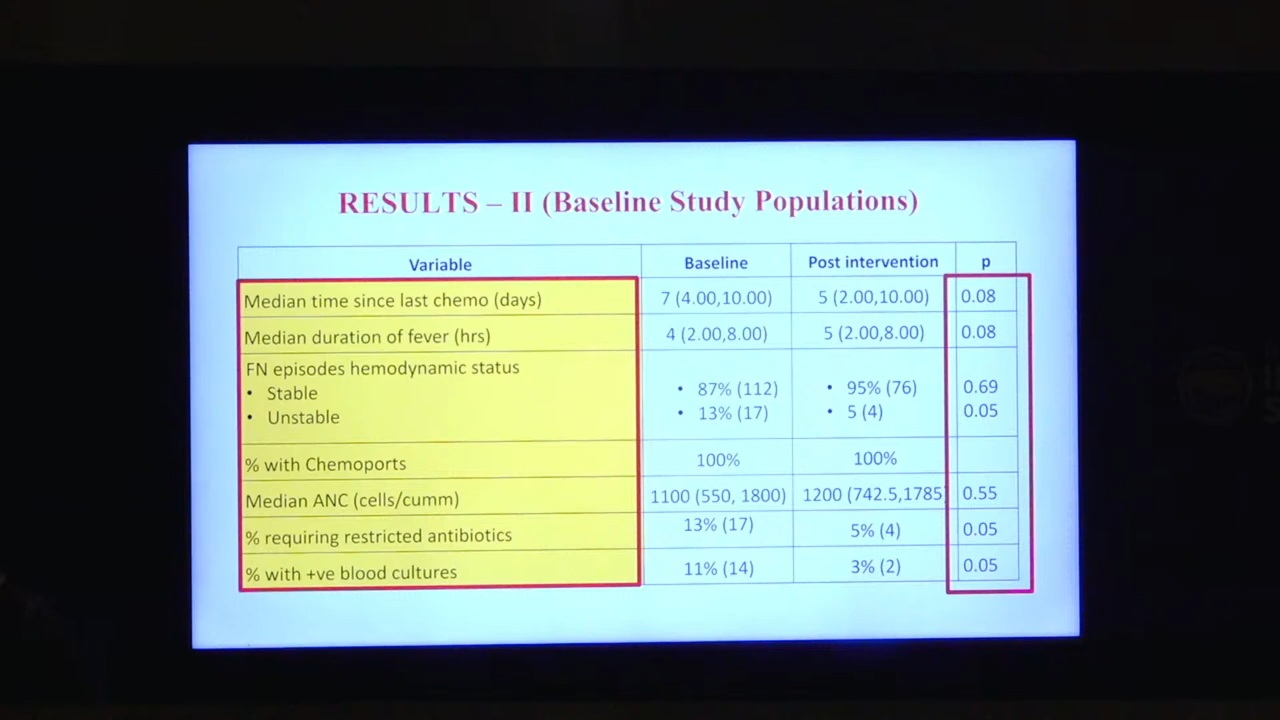 RESULTS – II (Baseline Study Populations)
Variable Baseline Post intervention p
Median time since last chemo (days) 7 (4.00,10.00) 5 (2.00,10.00) 0.08
Median duration of fever (hrs) 4 (2.00,8.00) 5 (2.00,8.00) 0.08
FN episodes hemodynamic status
• Stable • 87% (112) • 95% (76) 0.69
• Unstable • 13% (17) • 5 (4) 0.05
% with Chemoports 100% 100%
Median ANC (cells/cumm) 1100 (550, 1800) 1200 (742.5,1785) 0.55
% requiring restricted antibiotics 13% (17) 5% (4) 0.05
% with +ve blood cultures 11% (14) 3% (2) 0.05